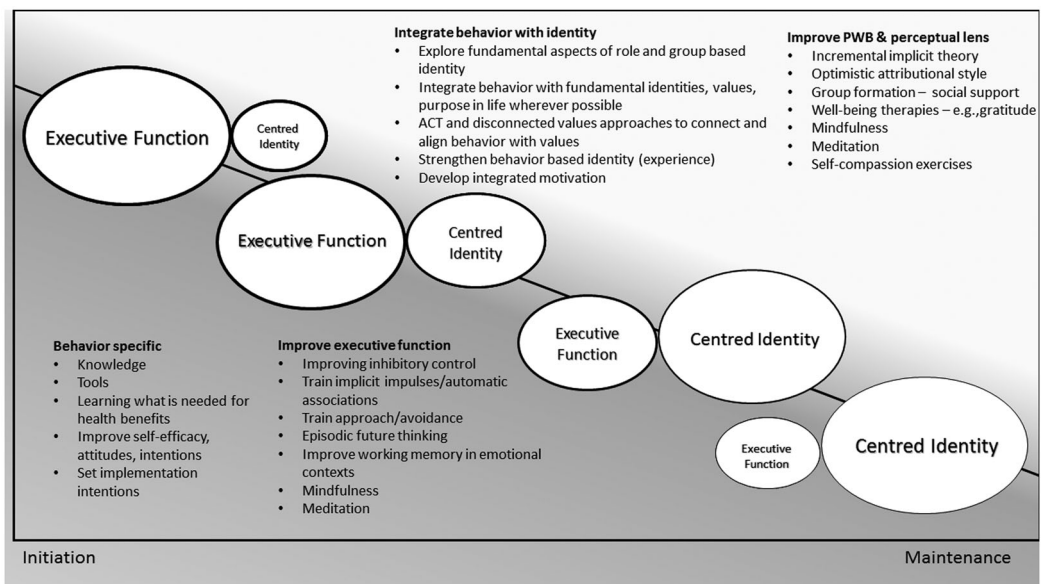 Integrate behavior with identity
• Explore fundamental aspects of role and group based
identity
• Integrate behavior with fundamental identities, values,
purpose in life wherever possible
• ACT and disconnected values approaches to connect and
align behavior with values
• Strengthen behavior based identity (experience)
• Develop integrated motivation
Improve PWB & perceptual lens
• Incremental implicit theory
• Optimistic attributional style
• Group formation – social support
• Well-being therapies – e.g.,gratitude
• Mindfulness
• Meditation
• Self-compassion exercises
Executive Function
Centred
Identity
Executive Function
Centred
Identity
Executive
Function
Centred Identity
Executive
Function
Centred Identity
Behavior specific
• Knowledge
• Tools
• Learning what is needed for
health benefits
• Improve self-efficacy,
attitudes, intentions
• Set implementation
intentions
Improve executive function
• Improving inhibitory control
• Train implicit impulses/automatic
associations
• Train approach/avoidance
• Episodic future thinking
• Improve working memory in emotional
contexts
• Mindfulness
• Meditation
Initiation
Maintenance